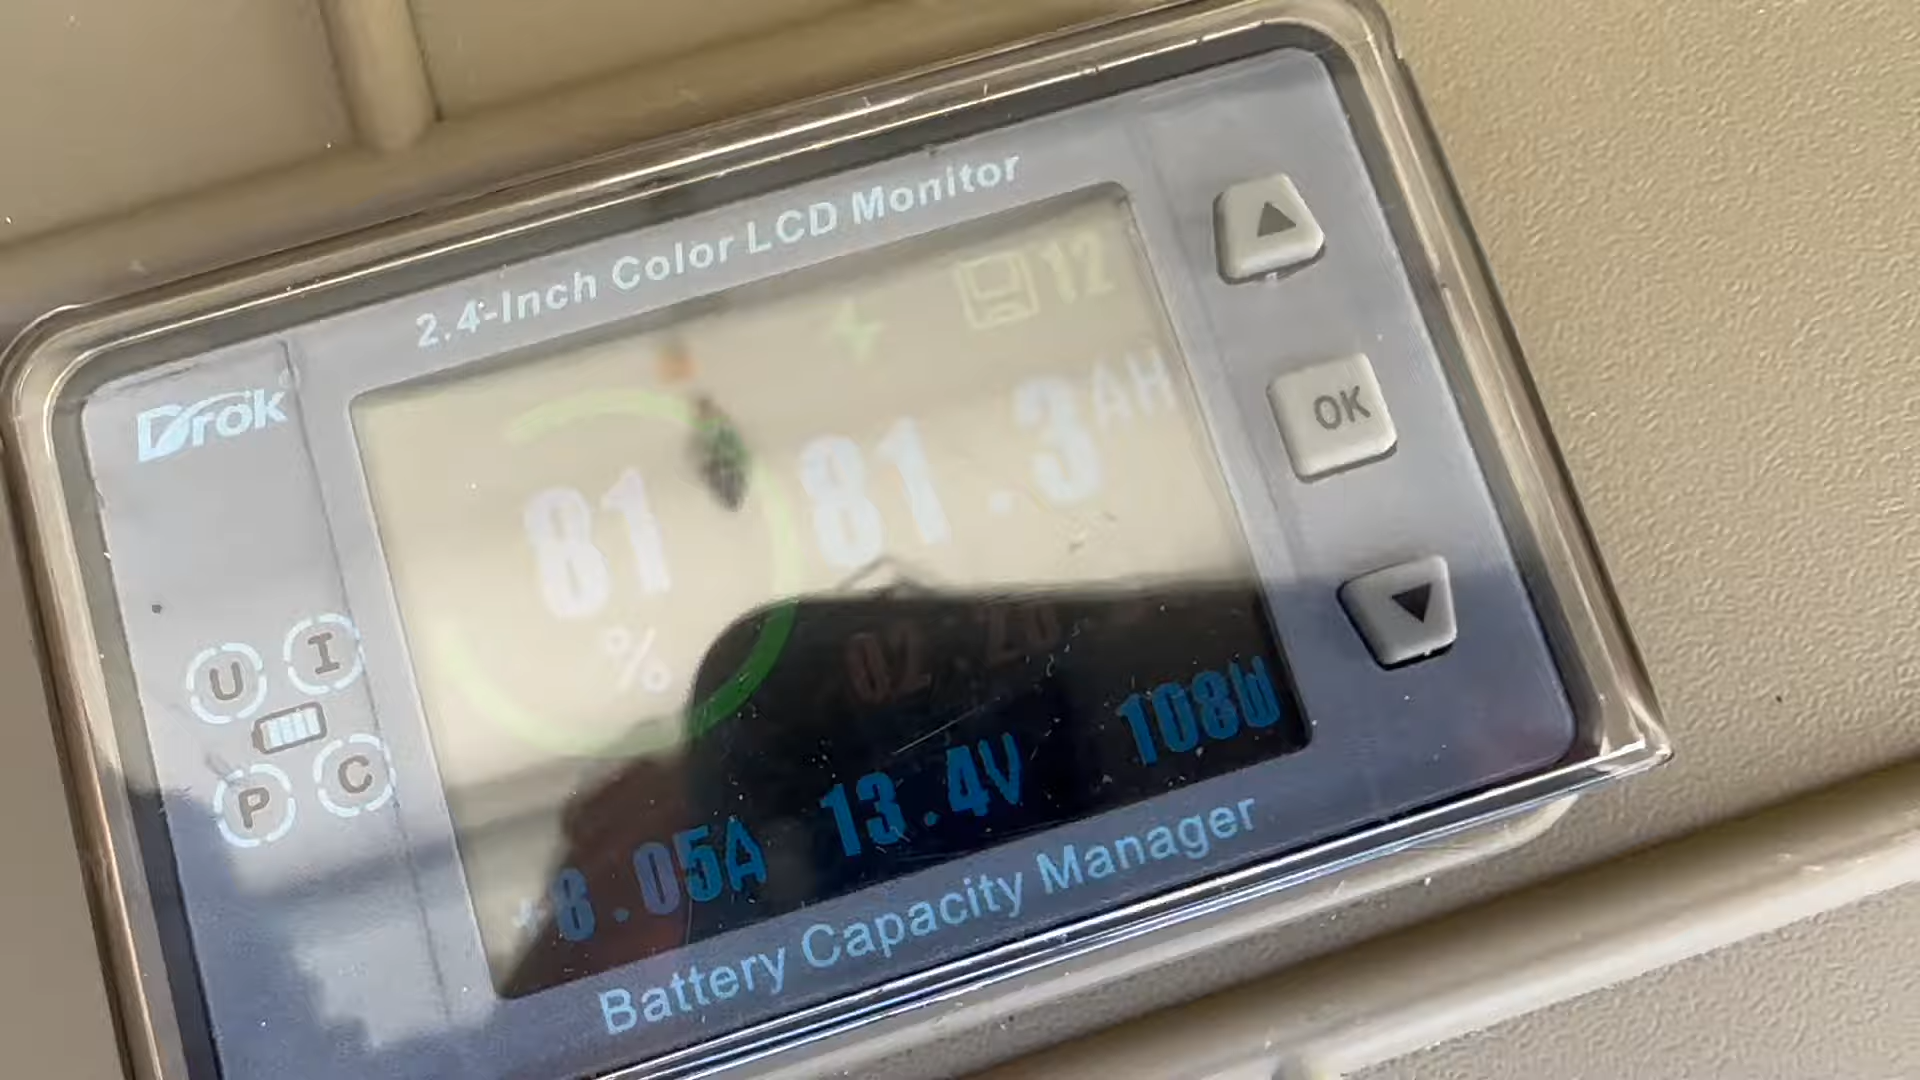 2.4-Inch Color LCD Monitor
Drok
12
81
%
81.3AH
+8.05A 13.4V 108W
U I
P C
OK
Battery Capacity Manager